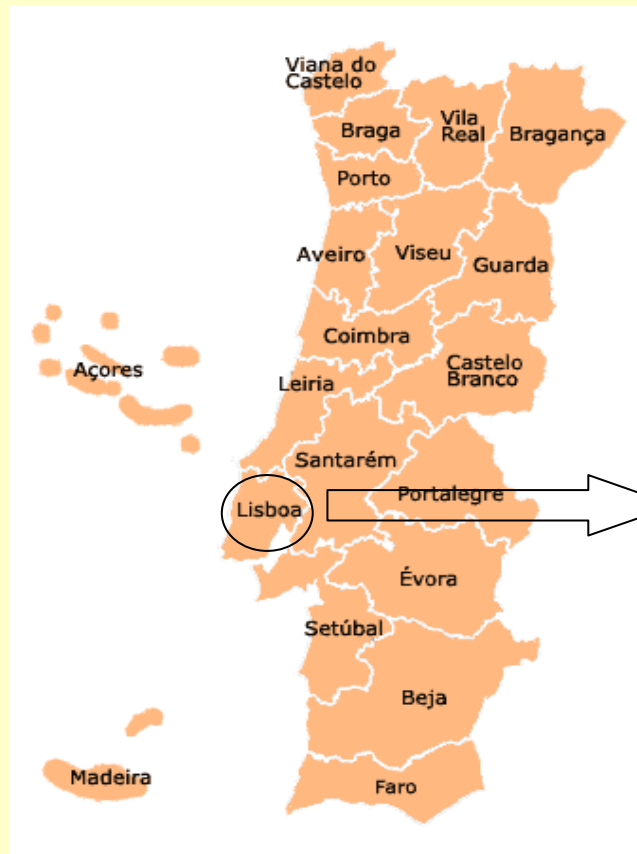 Viana do
Castelo
Braga
Vila
Real
Bragança
Porto
Aveiro
Viseu
Guarda
Coimbra
Açores
Leiria
Castelo
Branco
Santarém
Lisboa
Portalegre
Évora
Setúbal
Beja
Madeira
Faro